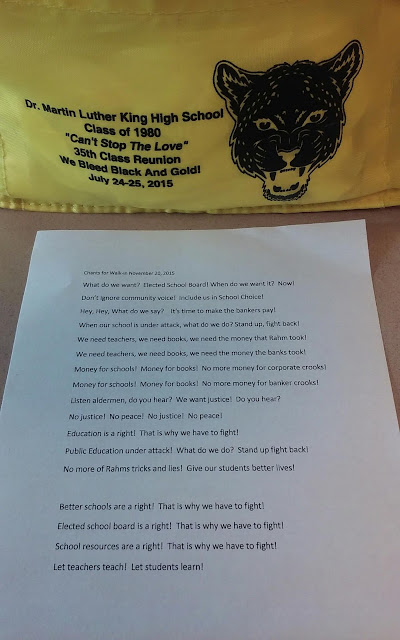 Dr. Martin Luther King High School
Class of 1980
"Can't Stop The Love"
35th Class Reunion
We Bleed Black And Gold!
July 24-25, 2015
Chants for Walk-in November 20, 2015
What do we want? Elected School Board! When do we want it? Now!
Don't ignore community voice! Include us in School Choice!
Hey, Hey, What do we say? It's time to make the bankers pay!
When our school is under attack, what do we do? Stand up, fight back!
We need teachers, we need books, we need the money that Rahm took!
We need teachers, we need books, we need the money the banks took!
Money for schools! Money for books! No more money for corporate crooks!
Money for schools! Money for books! No more money for banker crooks!
Listen aldermen, do you hear? We want justice! Do you hear?
No justice! No peace! No justice! No peace!
Education is a right! That is why we have to fight!
Public Education under attack! What do we do? Stand up fight back!
No more of Rahms tricks and lies! Give our students better lives!
Better schools are a right! That is why we have to fight!
Elected school board is a right! That is why we have to fight!
School resources are a right! That is why we have to fight!
Let teachers teach! Let students learn!